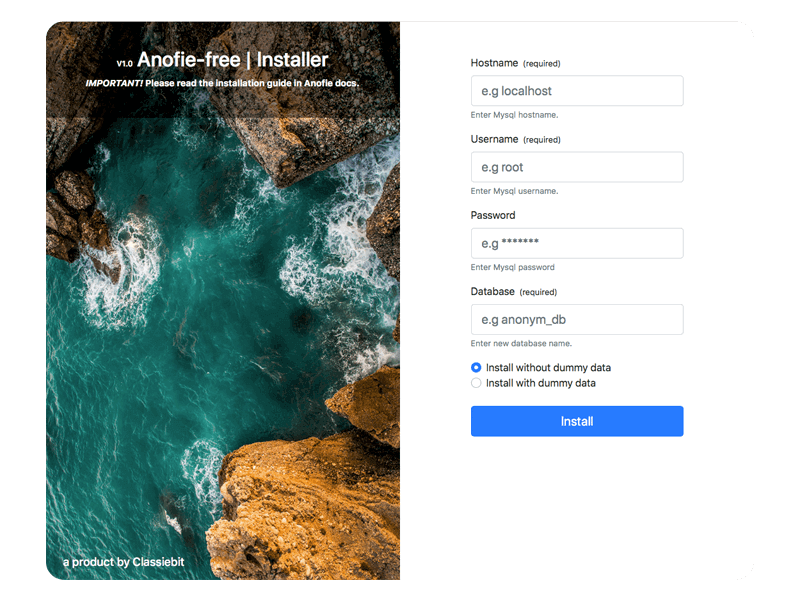 V1.0 Anofie-free | Installer
IMPORTANT! Please read the installation guide in Anofie docs.
a product by Classiebit
Hostname (required)
e.g localhost
Enter Mysql hostname.
Username (required)
e.g root
Enter Mysql username.
Password
e.g *******
Enter Mysql password
Database (required)
e.g anonym_db
Enter new database name.
Install without dummy data
Install with dummy data
Install